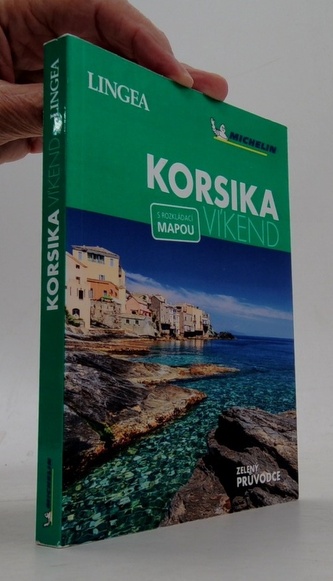 LINGEA
MICHELIN
KORSIKA
VÍKEND
S ROZKLÁDACÍ
MAPOU
ZELENÝ
PRŮVODCE
KORSIKA VÍKEND LINGEA